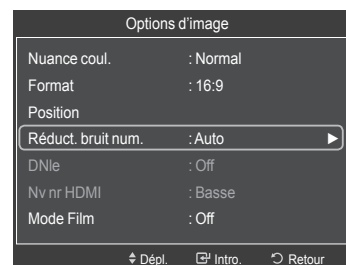 Options d'image
Nuance coul. : Normal
Format : 16:9
Position
Réduct. bruit num. : Auto ►
DNIe : Off
Nv nr HDMI : Basse
Mode Film : Off
Dépl. Intro. Retour